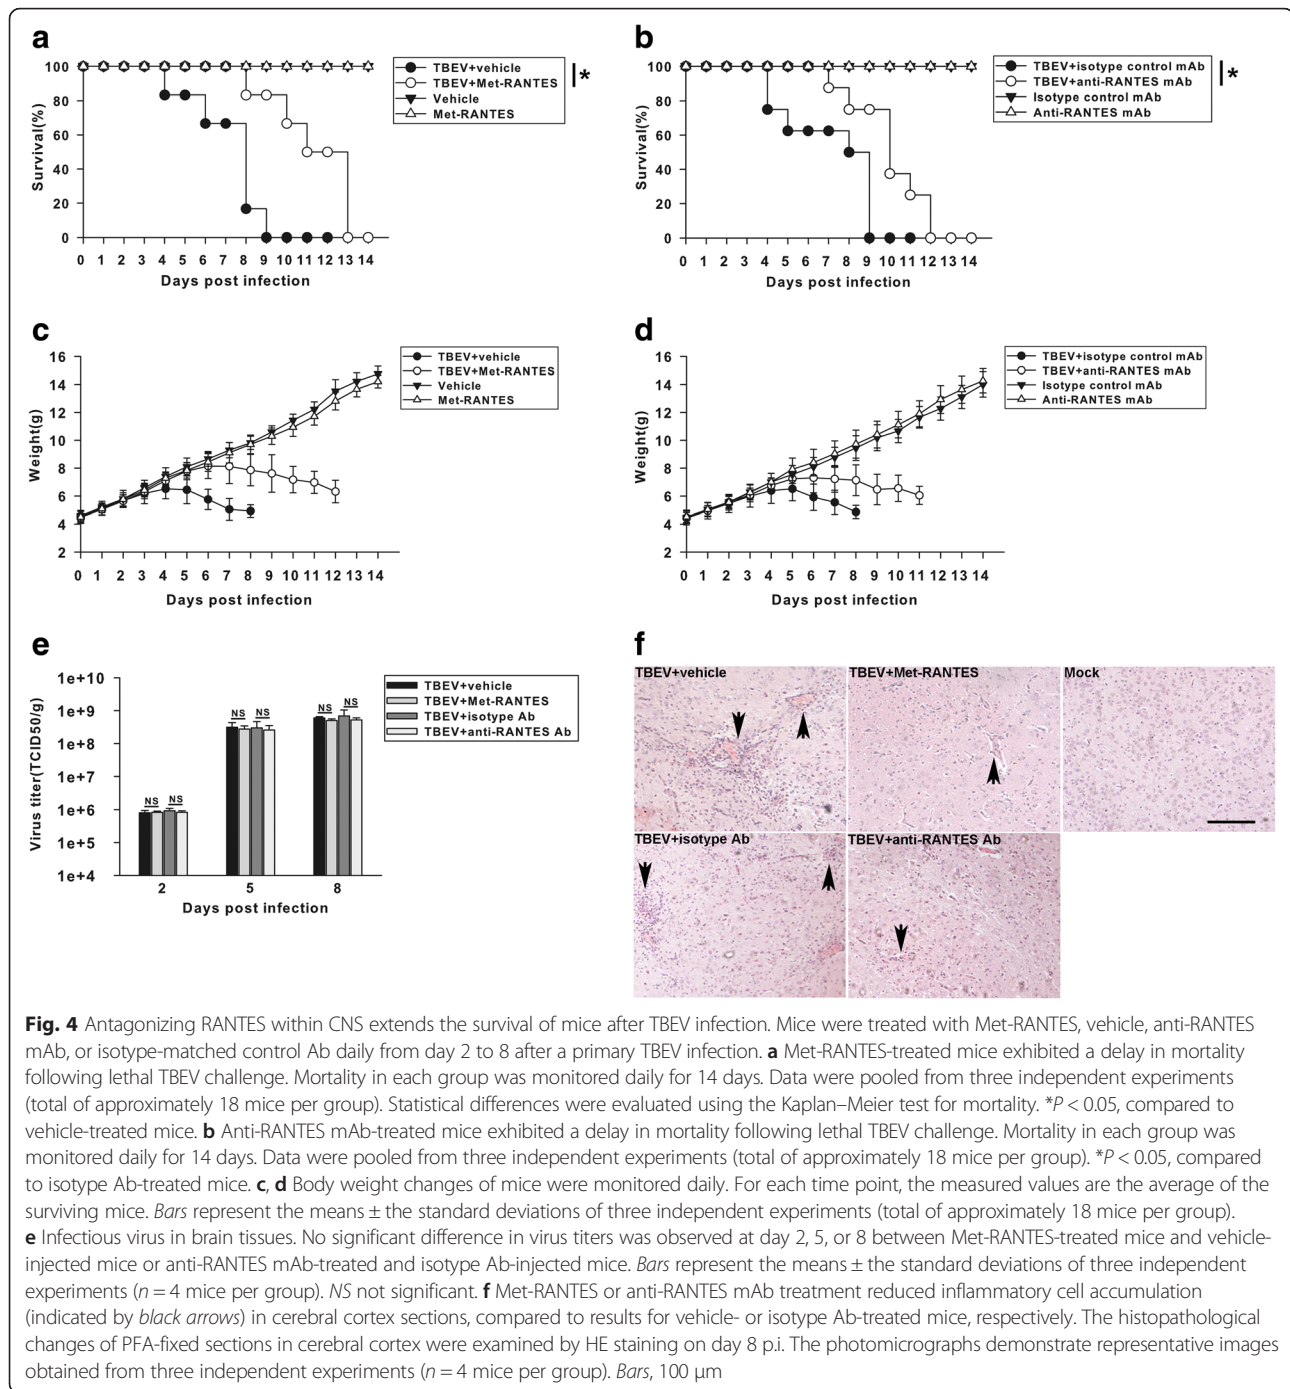 a
100
80
60
40
20
0
Survival(%)
0 1 2 3 4 5 6 7 8 9 10 11 12 13 14
Days post infection
TBEV+vehicle
TBEV+Met-RANTES
Vehicle
Met-RANTES
*
b
100
80
60
40
20
0
Survival(%)
0 1 2 3 4 5 6 7 8 9 10 11 12 13 14
Days post infection
TBEV+isotype control mAb
TBEV+anti-RANTES mAb
Isotype control mAb
Anti-RANTES mAb
*
c
16
14
12
10
8
6
4
2
Weight(g)
0 1 2 3 4 5 6 7 8 9 10 11 12 13 14
Days post infection
TBEV+vehicle
TBEV+Met-RANTES
Vehicle
Met-RANTES
d
16
14
12
10
8
6
4
2
Weight(g)
0 1 2 3 4 5 6 7 8 9 10 11 12 13 14
Days post infection
TBEV+isotype control mAb
TBEV+anti-RANTES mAb
Isotype control mAb
Anti-RANTES mAb
e
1e+10
1e+9
1e+8
1e+7
1e+6
1e+5
1e+4
Virus titer(TCID50/g)
NS NS
NS NS
NS NS
2 5 8
Days post infection
TBEV+vehicle
TBEV+Met-RANTES
TBEV+isotype Ab
TBEV+anti-RANTES Ab
f
TBEV+vehicle
TBEV+Met-RANTES
Mock
TBEV+isotype Ab
TBEV+anti-RANTES Ab
Fig. 4 Antagonizing RANTES within CNS extends the survival of mice after TBEV infection. Mice were treated with Met-RANTES, vehicle, anti-RANTES
mAb, or isotype-matched control Ab daily from day 2 to 8 after a primary TBEV infection. a Met-RANTES-treated mice exhibited a delay in mortality
following lethal TBEV challenge. Mortality in each group was monitored daily for 14 days. Data were pooled from three independent experiments
(total of approximately 18 mice per group). Statistical differences were evaluated using the Kaplan–Meier test for mortality. *P < 0.05, compared to
vehicle-treated mice. b Anti-RANTES mAb-treated mice exhibited a delay in mortality following lethal TBEV challenge. Mortality in each group was
monitored daily for 14 days. Data were pooled from three independent experiments (total of approximately 18 mice per group). *P < 0.05, compared
to isotype Ab-treated mice. c, d Body weight changes of mice were monitored daily. For each time point, the measured values are the average of the
surviving mice. Bars represent the means ± the standard deviations of three independent experiments (total of approximately 18 mice per group).
e Infectious virus in brain tissues. No significant difference in virus titers was observed at day 2, 5, or 8 between Met-RANTES-treated mice and vehicle-
injected mice or anti-RANTES mAb-treated and isotype Ab-injected mice. Bars represent the means ± the standard deviations of three independent
experiments (n = 4 mice per group). NS not significant. f Met-RANTES or anti-RANTES mAb treatment reduced inflammatory cell accumulation
(indicated by black arrows) in cerebral cortex sections, compared to results for vehicle- or isotype Ab-treated mice, respectively. The histopathological
changes of PFA-fixed sections in cerebral cortex were examined by HE staining on day 8 p.i. The photomicrographs demonstrate representative images
obtained from three independent experiments (n = 4 mice per group). Bars, 100 μm